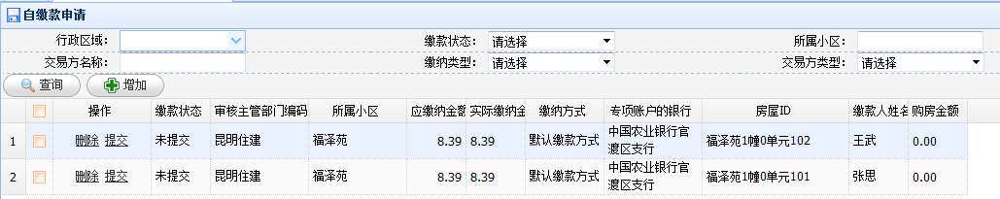 自缴款申请
行政区域： 缴款状态： 请选择 所属小区：
交易方名称： 缴纳类型： 请选择 交易方类型： 请选择
查询 增加
操作 缴款状态 审核主管部门编码 所属小区 应缴纳金额 实际缴纳金 缴纳方式 专项账户的银行 房屋ID 缴款人姓名 购房金额
1 删除 提交 未提交 昆明住建 福泽苑 8.39 8.39 默认缴款方式 中国农业银行官 福泽苑1幢0单元102 王武 0.00
渡区支行
2 删除 提交 未提交 昆明住建 福泽苑 8.39 8.39 默认缴款方式 中国农业银行官 福泽苑1幢0单元101 张思 0.00
渡区支行